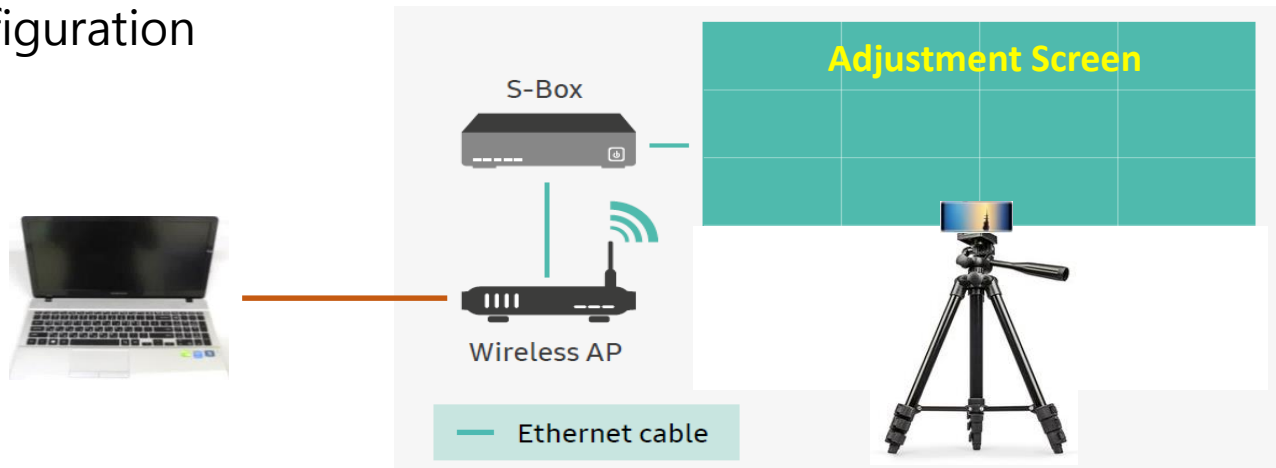 figuration
Adjustment Screen
S-Box
Wireless AP
Ethernet cable